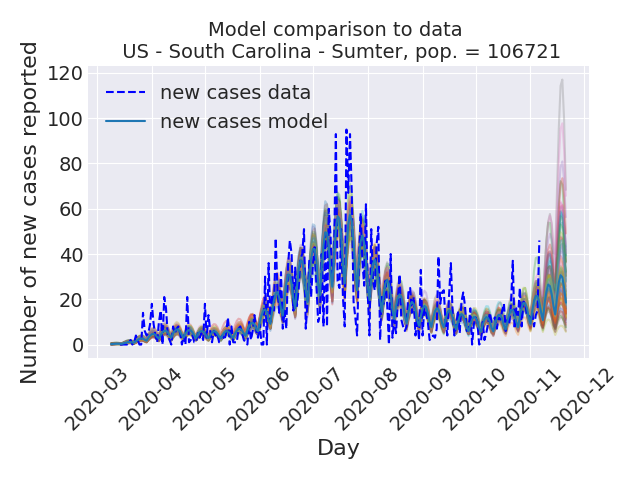 Model comparison to data
US - South Carolina - Sumter, pop. = 106721
Number of new cases reported
120
100
80
60
40
20
0
new cases data
new cases model
2020-03
2020-04
2020-05
2020-06
2020-07
2020-08
2020-09
2020-10
2020-11
2020-12
Day